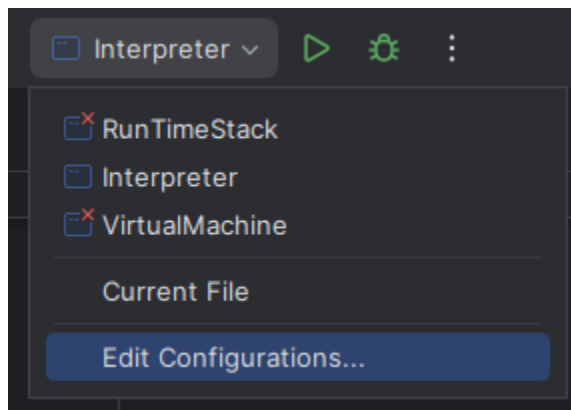 Interpreter
RunTimeStack
Interpreter
VirtualMachine
Current File
Edit Configurations...